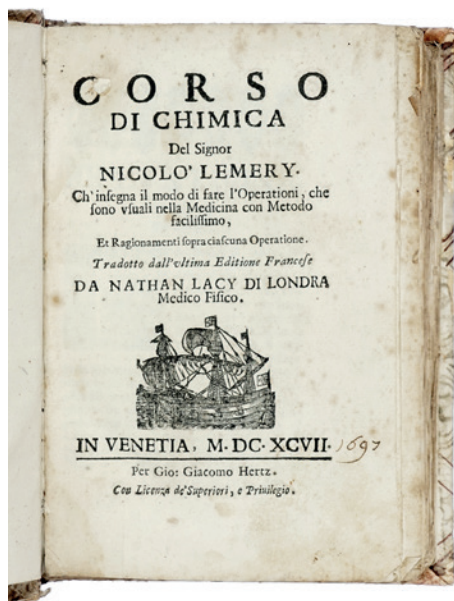 CORSO
DI CHIMICA
Del Signor
NICOLO' LEMERY.
Ch' insegna il modo di fare l'Operationi, che
sono vsuali nella Medicina con Metodo
facilissimo,
Et Ragionamenti sopra ciascuna Operatione.
Tradotto dall'vltima Editione Francese
DA NATHAN LACY DI LONDRA
Medico Fisico.
IN VENETIA, M. DC. XCVII.
1697
Per Gio: Giacomo Hertz.
Con Licenza de' Superiori, e Priuilegio.